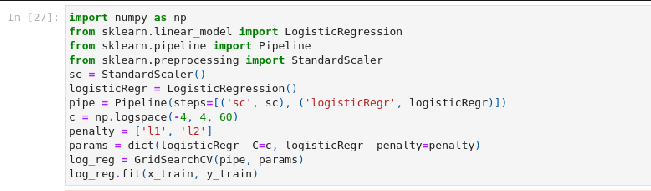 In [27]:
import numpy as np
from sklearn.linear_model import LogisticRegression
from sklearn.pipeline import Pipeline
from sklearn.preprocessing import StandardScaler
sc = StandardScaler()
logisticRegr = LogisticRegression()
pipe = Pipeline(steps=[('sc', sc), ('logisticRegr', logisticRegr)])
c = np.logspace(-4, 4, 60)
penalty = ['l1', 'l2']
params = dict(logisticRegr__C=c, logisticRegr__penalty=penalty)
log_reg = GridSearchCV(pipe, params)
log_reg.fit(x_train, y_train)